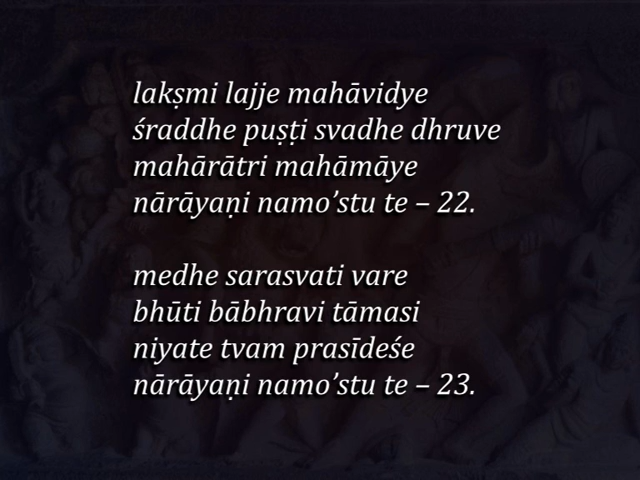 lakṣmi lajje mahāvidye
śraddhe puṣṭi svadhe dhruve
mahārātri mahāmāye
nārāyaṇi namo’stu te – 22.
medhe sarasvati vare
bhūti bābhravi tāmasi
niyate tvam prasīdeśe
nārāyaṇi namo’stu te – 23.